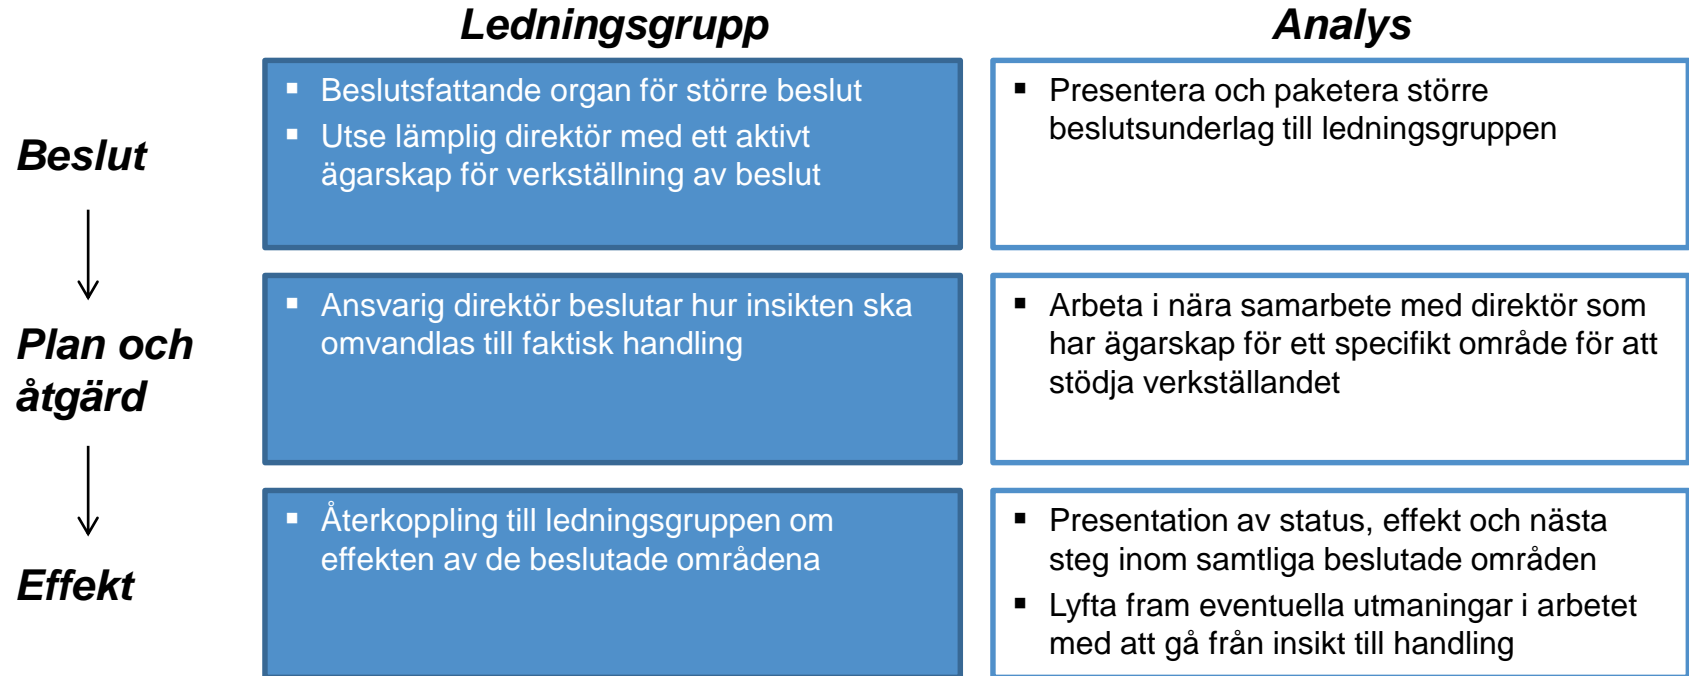 Ledningsgrupp
Analys
Beslut
▪ Beslutsfattande organ för större beslut
▪ Utse lämplig direktör med ett aktivt
ägarskap för verkställning av beslut
▪ Presentera och paketera större
beslutsunderlag till ledningsgruppen
Plan och
åtgärd
▪ Ansvarig direktör beslutar hur insikten ska
omvandlas till faktisk handling
▪ Arbeta i nära samarbete med direktör som
har ägarskap för ett specifikt område för att
stödja verkställandet
Effekt
▪ Återkoppling till ledningsgruppen om
effekten av de beslutade områdena
▪ Presentation av status, effekt och nästa
steg inom samtliga beslutade områden
▪ Lyfta fram eventuella utmaningar i arbetet
med att gå från insikt till handling